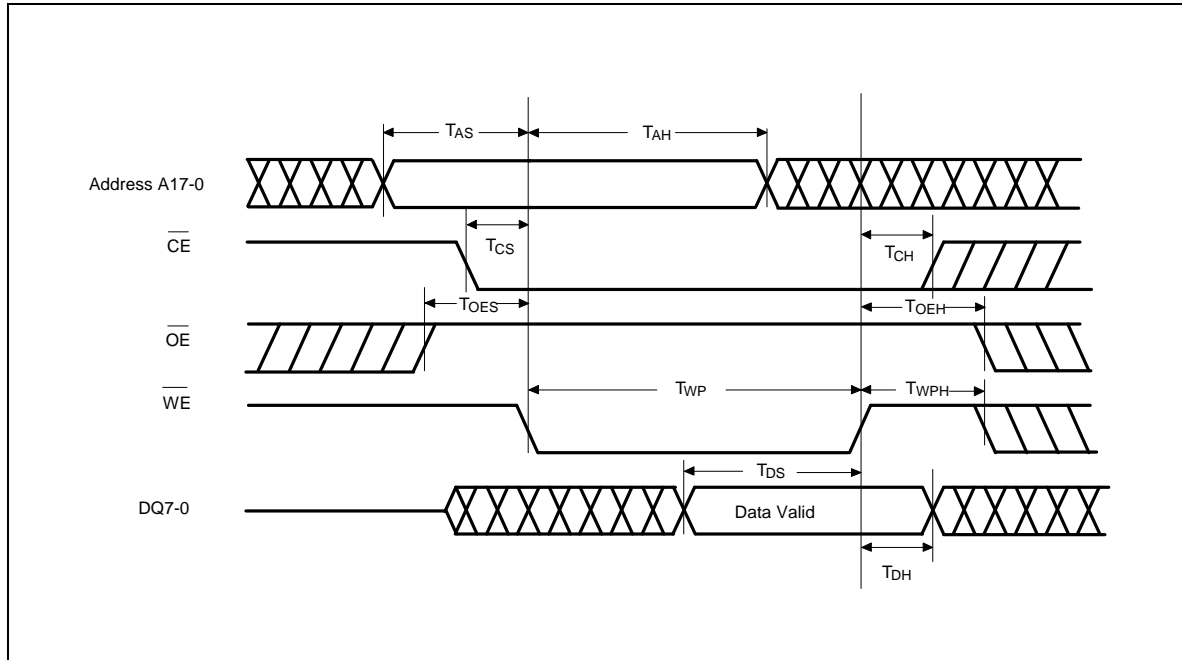 TAS
TAH
Address A17-0
CE
TCS
TCH
TOES
TOEH
OE
TWP
TWPH
WE
TDS
DQ7-0
Data Valid
TDH